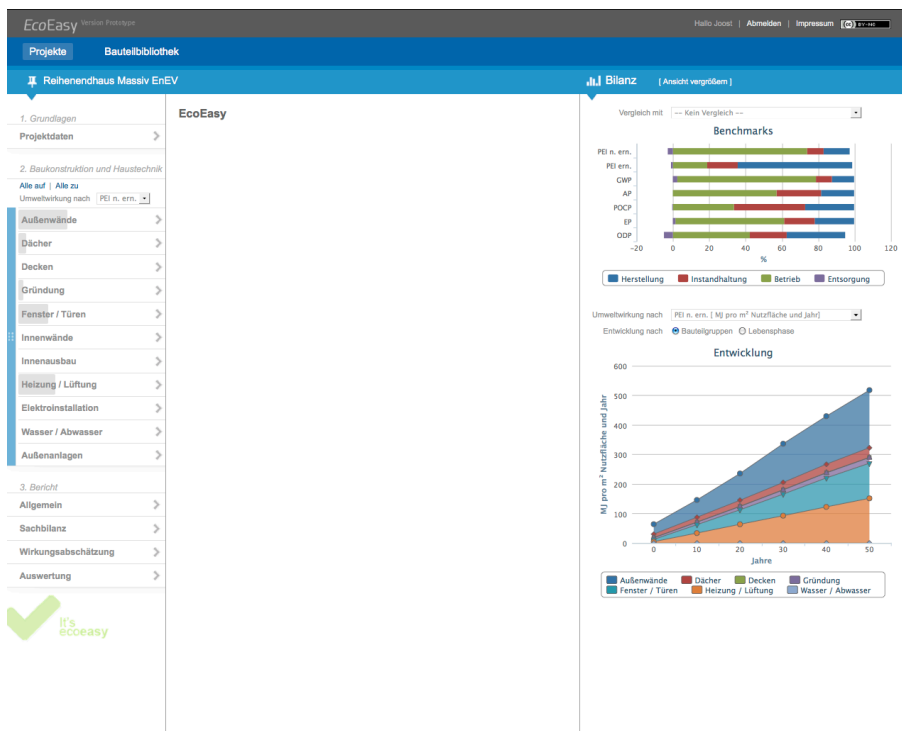 EcoEasy Version Prototype
Hallo Joost | Abmelden | Impressum (cc) BY-NC
Projekte Bauteilbibliothek
Reihenendhaus Massiv EnEV
Bilanz [ Ansicht vergrößern ]
1. Grundlagen
Projektdaten
2. Baukonstruktion und Haustechnik
Alle auf | Alle zu
Umweltwirkung nach PEI n. ern.
Außenwände
Dächer
Decken
Gründung
Fenster / Türen
Innenwände
Innenausbau
Heizung / Lüftung
Elektroinstallation
Wasser / Abwasser
Außenanlagen
3. Bericht
Allgemein
Sachbilanz
Wirkungsabschätzung
Auswertung
It's
ecoeasy
EcoEasy
Vergleich mit -- Kein Vergleich --
Benchmarks
PEI n. ern.
PEI ern.
GWP
AP
POCP
EP
ODP
-20 0 20 40 60 80 100 120
%
Herstellung Instandhaltung Betrieb Entsorgung
Umweltwirkung nach PEI n. ern. [ MJ pro m² Nutzfläche und Jahr]
Entwicklung nach Bauteilgruppen Lebensphase
Entwicklung
MJ pro m² Nutzfläche und Jahr
600
500
400
300
200
100
0
0 10 20 30 40 50
Jahre
Außenwände Dächer Decken Gründung
Fenster / Türen Heizung / Lüftung Wasser / Abwasser